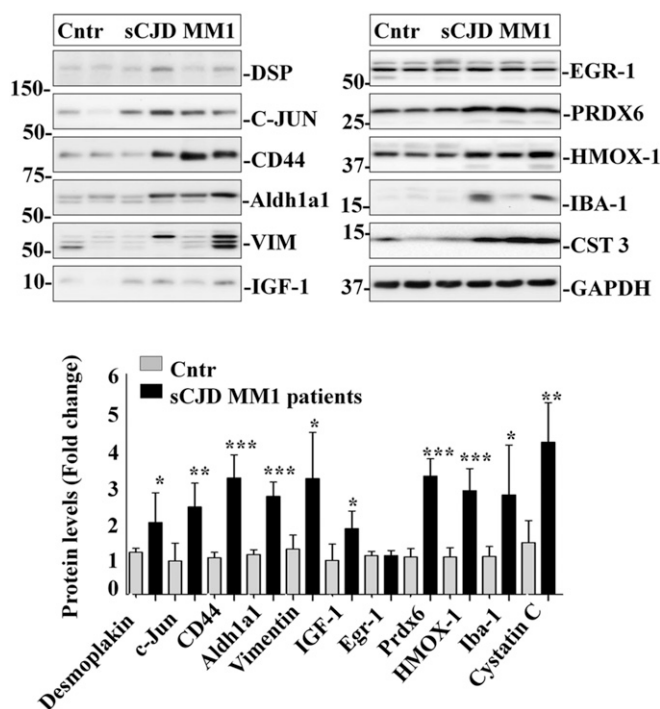 Cntr sCJD MM1
-DSP
150-
-C-JUN
50-
-CD44
75-
-Aldh1a1
50-
-VIM
50-
10-
-IGF-1
Cntr sCJD MM1
-EGR-1
50-
-PRDX6
25-
-HMOX-1
37-
-IBA-1
15-
15-
-CST 3
37-
-GAPDH
Protein levels (Fold change)
6
5
4
3
2
1
0
Cntr
sCJD MM1 patients
*
**
***
***
*
*
***
***
*
**
Desmoplakin
c-Jun
CD44
Aldh1a1
Vimentin
IGF-1
Egr-1
Prdx6
HMOX-1
Iba-1
Cystatin C